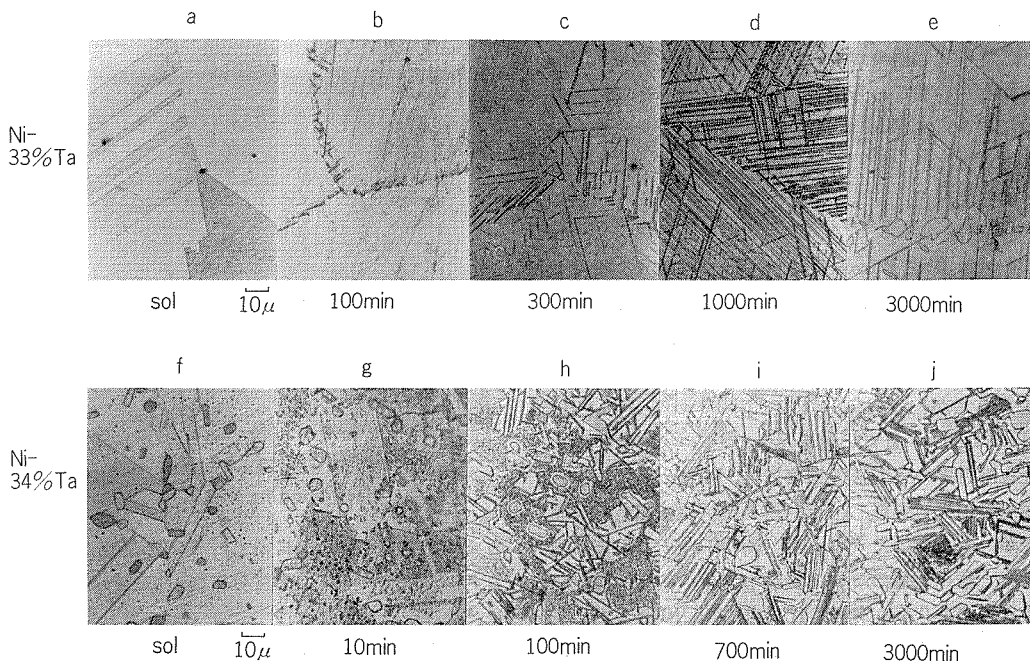 a b c d e
Ni-
33%Ta
sol 10μ 100min 300min 1000min 3000min
f g h i j
Ni-
34%Ta
sol 10μ 10min 100min 700min 3000min